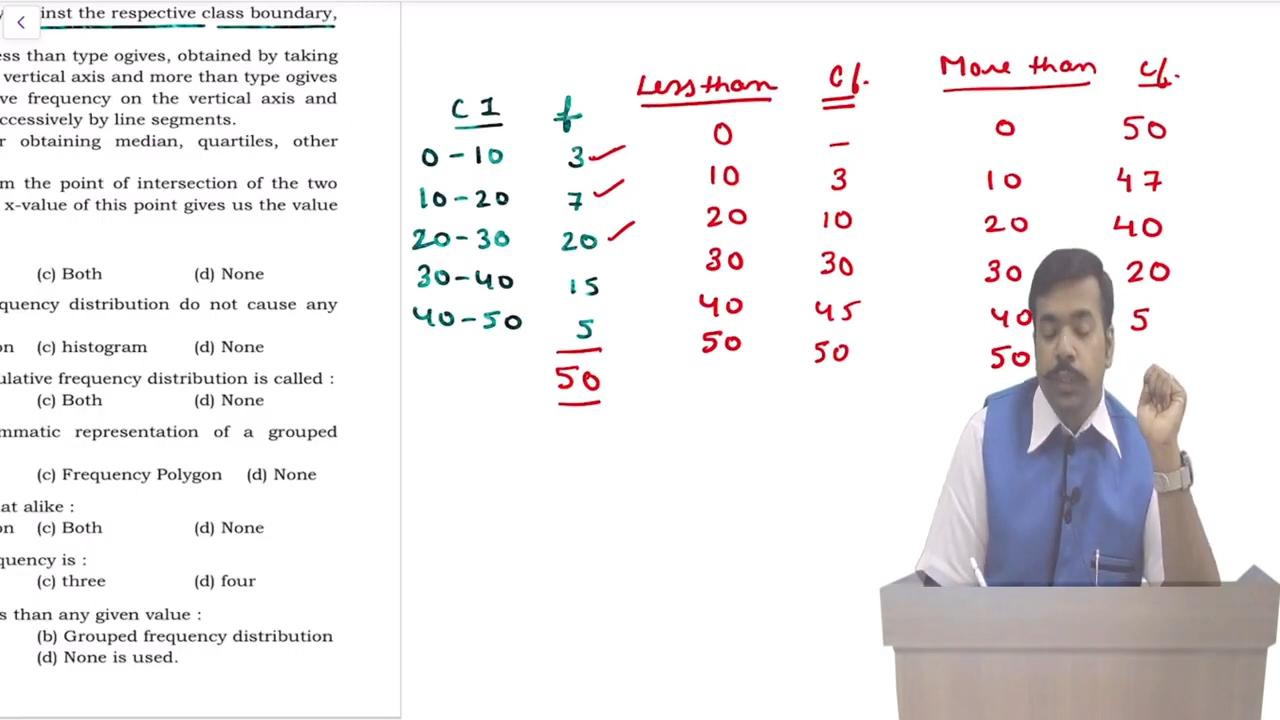 inst the respective class boundary,
ess than type ogives, obtained by taking
vertical axis and more than type ogives
ve frequency on the vertical axis and
ccessively by line segments.
r obtaining median, quartiles, other
m the point of intersection of the two
x-value of this point gives us the value
(c) Both (d) None
quency distribution do not cause any
on (c) histogram (d) None
ulative frequency distribution is called :
(c) Both (d) None
mmatic representation of a grouped
(c) Frequency Polygon (d) None
at alike :
on (c) Both (d) None
quency is :
(c) three (d) four
s than any given value :
(b) Grouped frequency distribution
(d) None is used.
C I f Less than Cf. More than Cf.
0 – 10 3 0 – 0 50
10 – 20 7 10 3 10 47
20 – 30 20 20 10 20 40
30 – 40 15 30 30 30 20
40 – 50 5 40 45 40 5
50 50 50 50